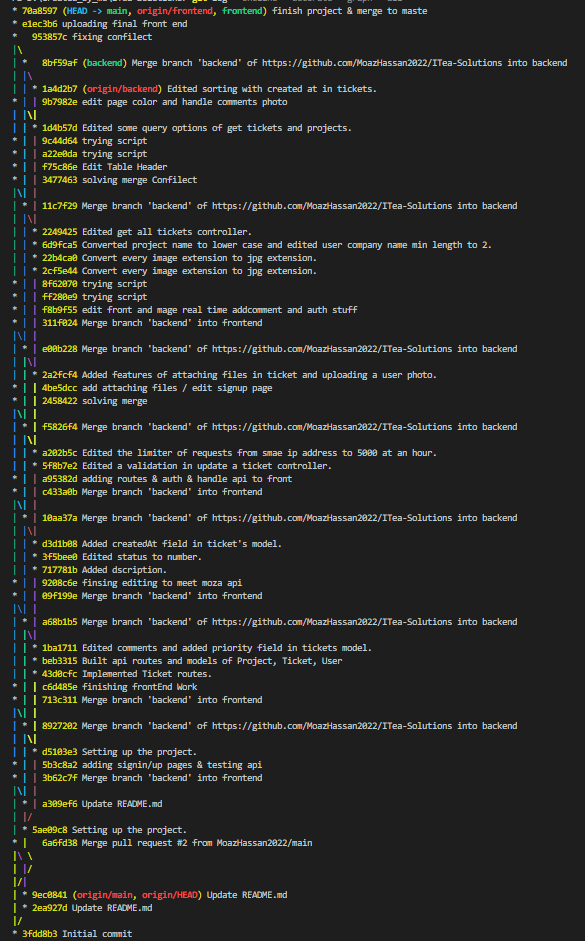 * 70a8597 (HEAD -> main, origin/frontend, frontend) finish project & merge to maste
* e1ec3b6 uploading final front end
*   953857c fixing confilect
|\
| *   8bf59af (backend) Merge branch 'backend' of https://github.com/MoazHassan2022/ITea-Solutions into backend
| |\
| | * 1a4d2b7 (origin/backend) Edited sorting with created at in tickets.
* | | 9b7982e edit page color and handle comments photo
| |\|
| | * 1d4b57d Edited some query options of get tickets and projects.
* | | 9c44d64 trying script
* | | a22e0da trying script
* | | f75c86e Edit Table Header
* | | 3477463 solving merge Confilect
|\| |
| * | 11c7f29 Merge branch 'backend' of https://github.com/MoazHassan2022/ITea-Solutions into backend
| |\|
| | * 2249425 Edited get all tickets controller.
| | * 6d9fca5 Converted project name to lower case and edited user company name min length to 2.
| | * 22b4ca0 Convert every image extension to jpg extension.
| | * 2cf5e44 Convert every image extension to jpg extension.
* | | 8f62070 trying script
* | | ff280e9 trying script
* | | f8b9f55 edit front and mage real time addcomment and auth stuff
* | | 311f024 Merge branch 'backend' into frontend
|\| |
| * | e00b228 Merge branch 'backend' of https://github.com/MoazHassan2022/ITea-Solutions into backend
| |\|
| | * 2a2fcf4 Added features of attaching files in ticket and uploading a user photo.
* | | 4be5dcc add attaching files / edit signup page
* | | 2458422 solving merge
|\| |
| * | f5826f4 Merge branch 'backend' of https://github.com/MoazHassan2022/ITea-Solutions into backend
| |\|
| | * a202b5c Edited the limiter of requests from smae ip address to 5000 at an hour.
| | * 5f8b7e2 Edited a validation in update a ticket controller.
* | | a95382d adding routes & auth & handle api to front
* | | c433a0b Merge branch 'backend' into frontend
|\| |
| * | 10aa37a Merge branch 'backend' of https://github.com/MoazHassan2022/ITea-Solutions into backend
| |\|
| | * d3d1b08 Added createdAt field in ticket's model.
| | * 3f5bee0 Edited status to number.
| | * 717781b Added dscription.
* | | 9208c6e finsing editing to meet moza api
* | | 09f199e Merge branch 'backend' into frontend
|\| |
| * | a68b1b5 Merge branch 'backend' of https://github.com/MoazHassan2022/ITea-Solutions into backend
| |\|
| | * 1ba1711 Edited comments and added priority field in tickets model.
| | * beb3315 Built api routes and models of Project, Ticket, User
| | * 43d0cfc Implemented Ticket routes.
* | | c6d485e finishing frontEnd Work
* | | 713c311 Merge branch 'backend' into frontend
|\| |
| * | 8927202 Merge branch 'backend' of https://github.com/MoazHassan2022/ITea-Solutions into backend
| |\|
| | * d5103e3 Setting up the project.
* | | 5b3c8a2 adding signin/up pages & testing api
* | | 3b62c7f Merge branch 'backend' into frontend
|\| |
| * | a309ef6 Update README.md
| |/
| * 5ae09c8 Setting up the project.
* |   6a6fd38 Merge pull request #2 from MoazHassan2022/main
|\ \
| |/
|/|
| * 9ec0841 (origin/main, origin/HEAD) Update README.md
| * 2ea927d Update README.md
|/
* 3fdd8b3 Initial commit